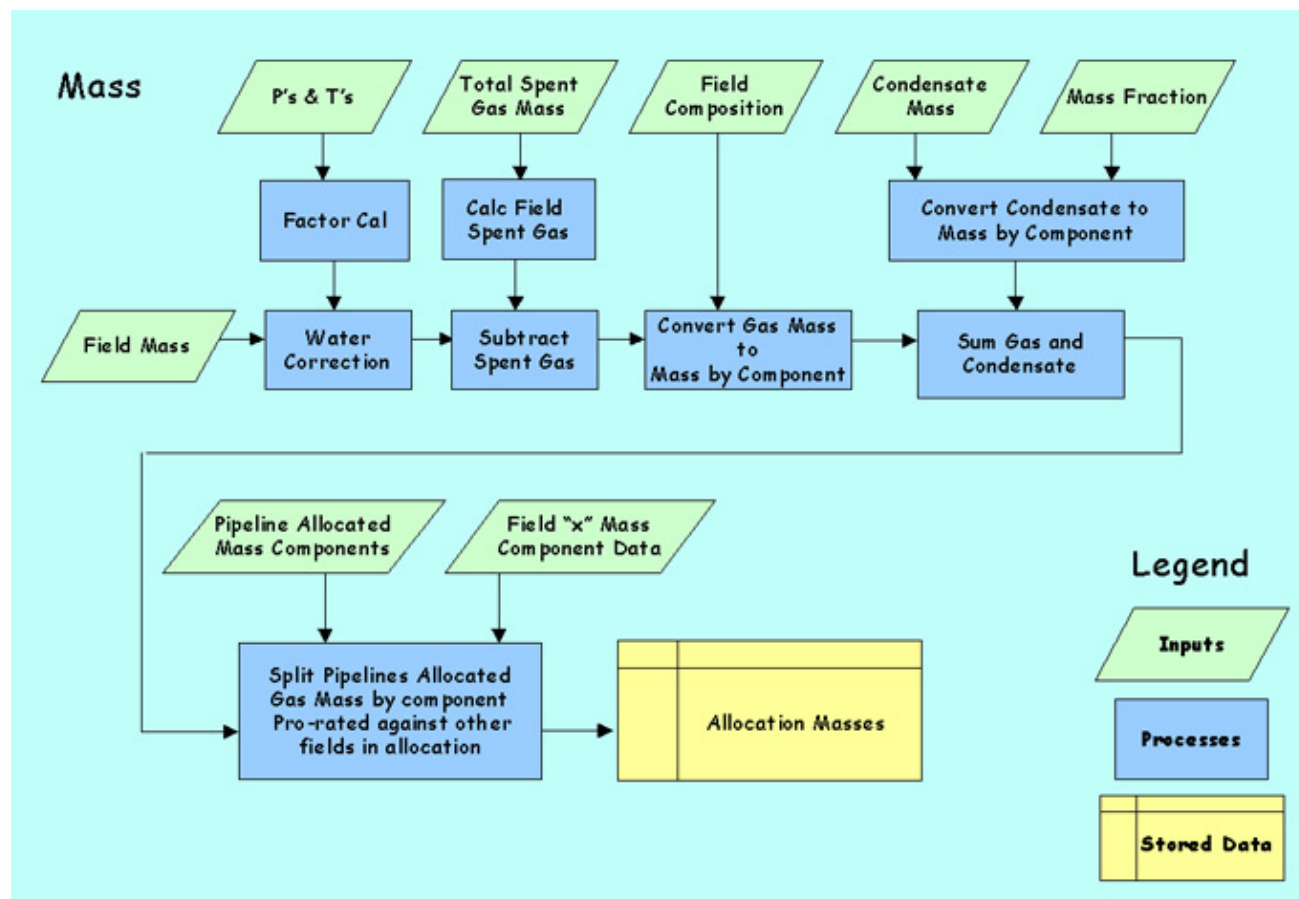 Mass
P's & T's
Total Spent
Gas Mass
Field
Composition
Condensate
Mass
Mass Fraction
Factor Cal
Calc Field
Spent Gas
Convert Condensate to
Mass by Component
Field Mass
Water
Correction
Subtract
Spent Gas
Convert Gas Mass
to
Mass by Component
Sum Gas and
Condensate
Pipeline Allocated
Mass Components
Field “x” Mass
Component Data
Split Pipelines Allocated
Gas Mass by component
Pro-rated against other
fields in allocation
Allocation Masses
Legend
Inputs
Processes
Stored Data